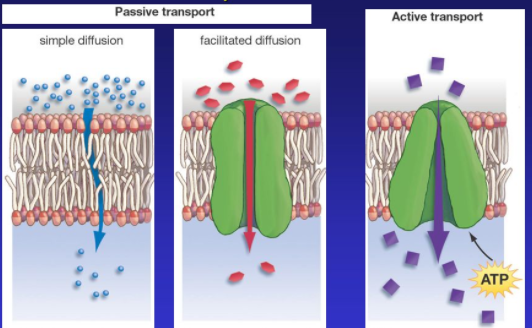 Passive transport
Active transport
simple diffusion
facilitated diffusion
ATP